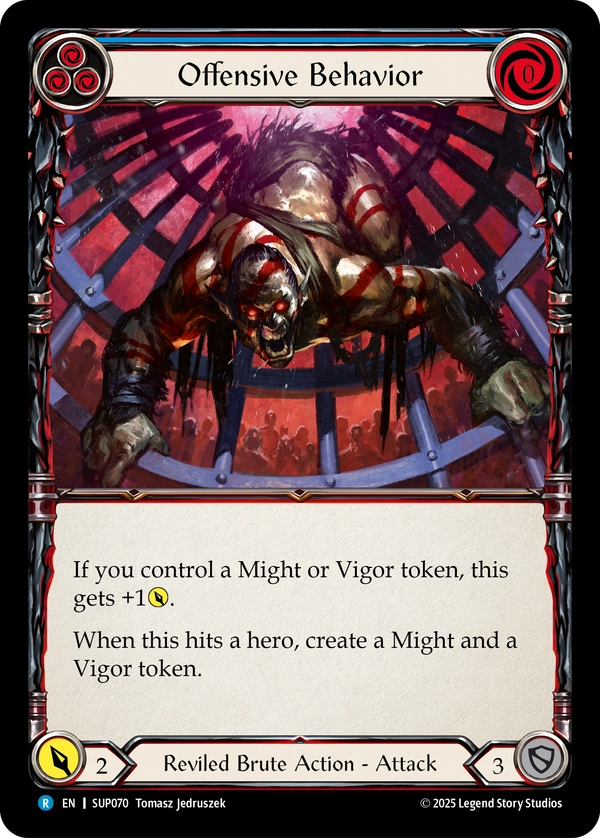 Offensive Behavior
0
If you control a Might or Vigor token, this
gets +1.
When this hits a hero, create a Might and a
Vigor token.
2
Reviled Brute Action - Attack
3
R EN | SUP070 Tomasz Jedruszek
© 2025 Legend Story Studios